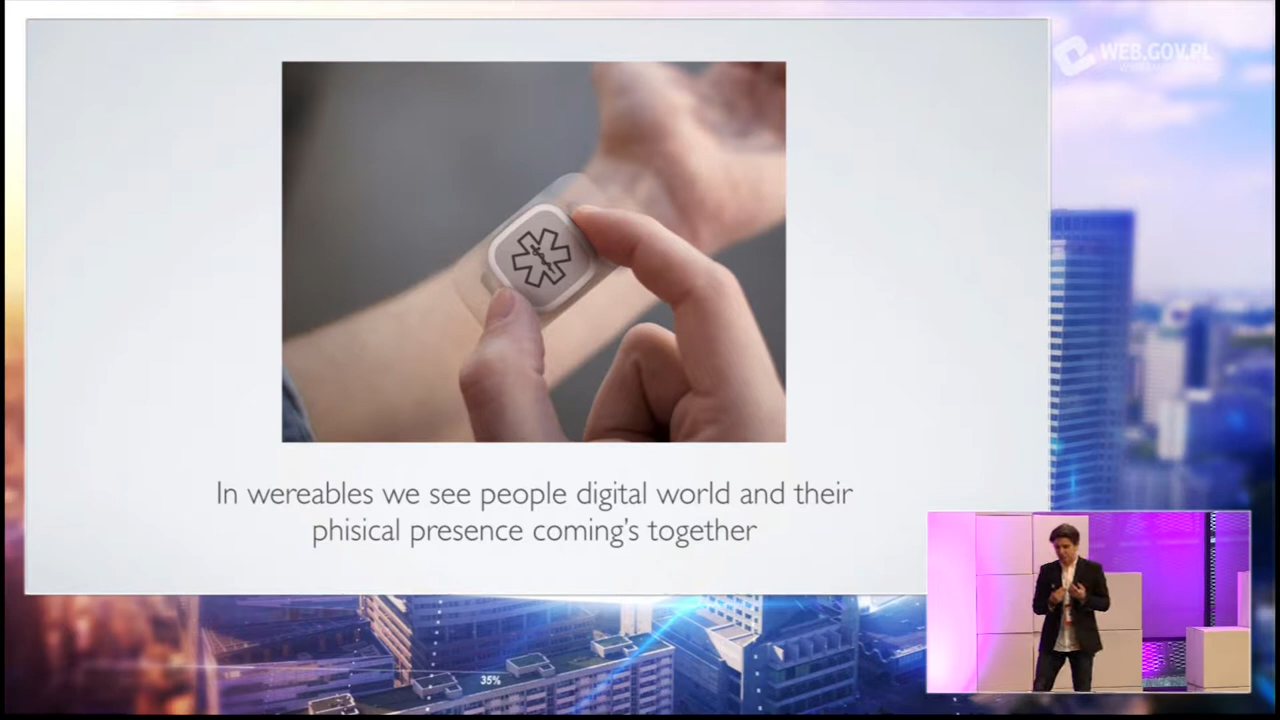 WEB.GOV.PL
In wereables we see people digital world and their
phisical presence coming's together
35%